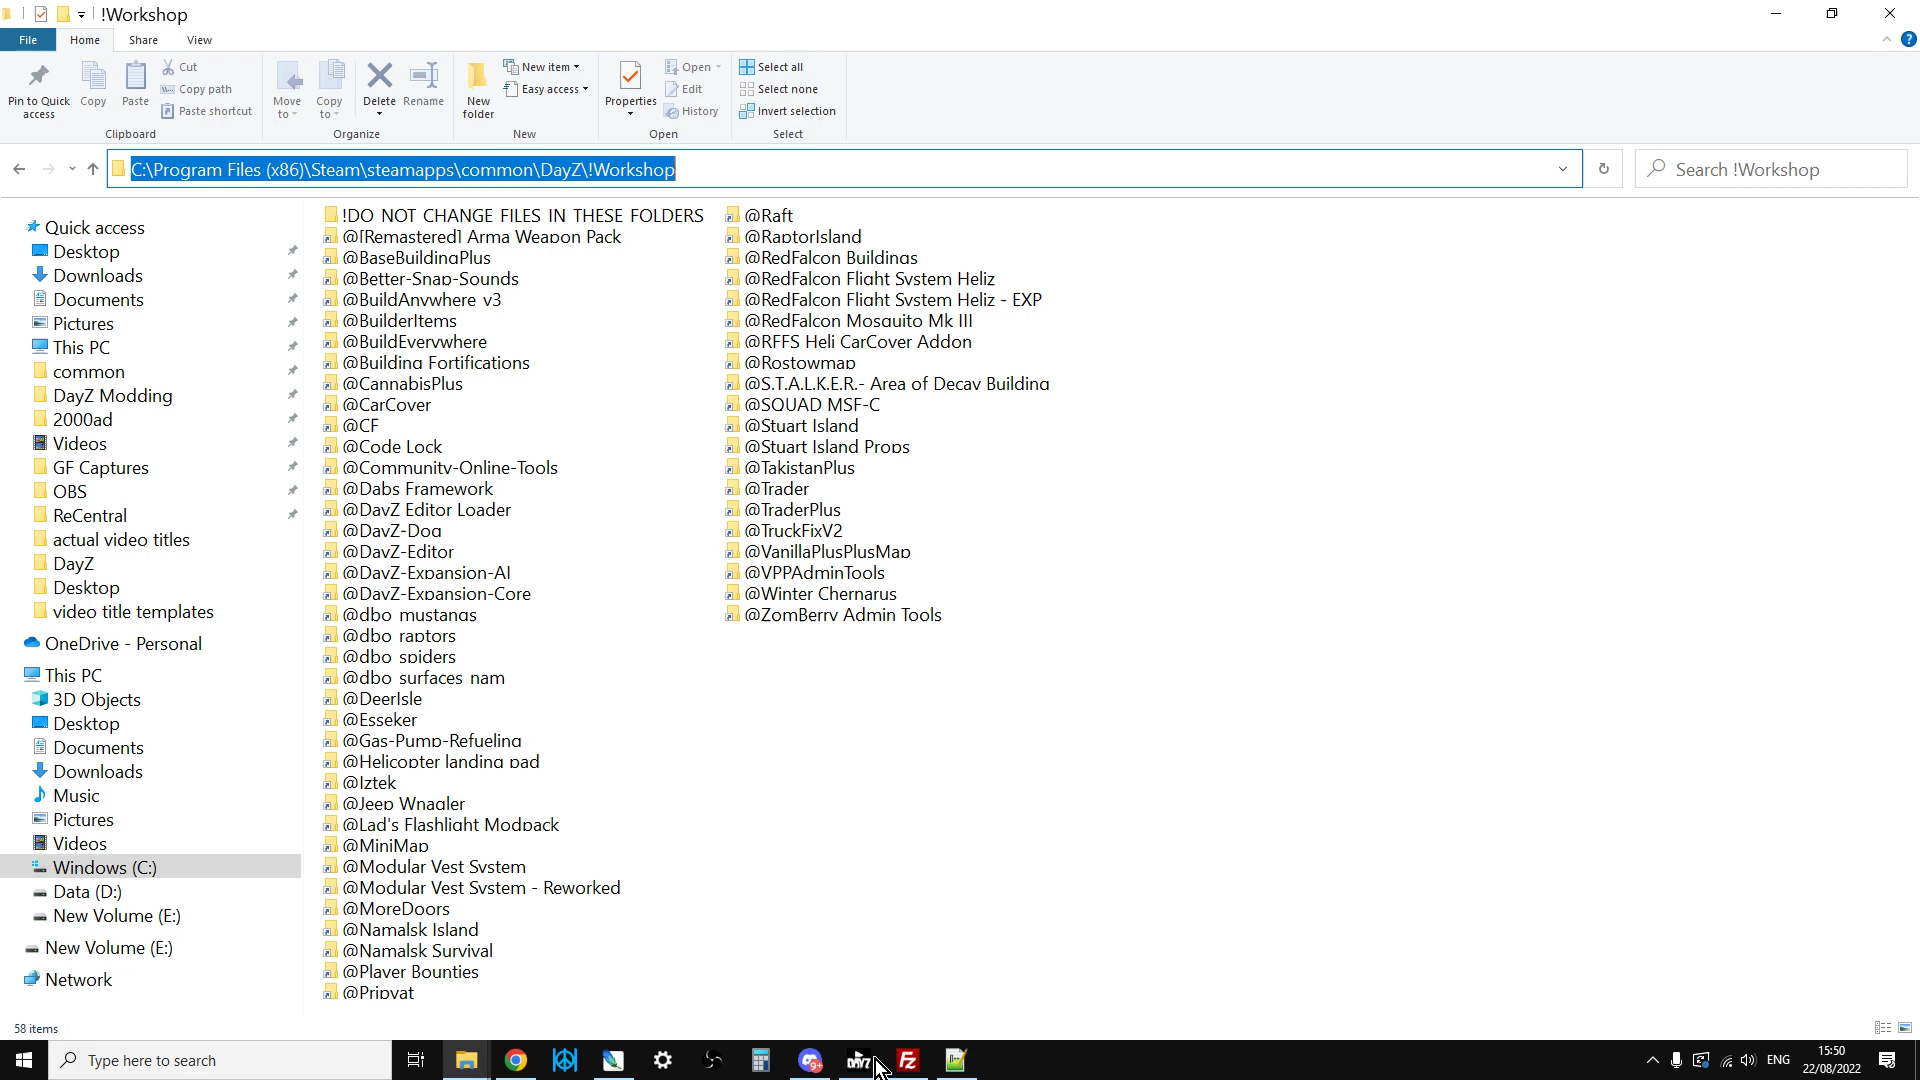 !Workshop
File Home Share View
Pin to Quick access
Copy
Paste
Cut
Copy path
Paste shortcut
Clipboard
Move to
Copy to
Delete
Rename
Organize
New folder
New item
Easy access
New
Properties
Open
Edit
History
Open
Select all
Select none
Invert selection
Select
C:\Program Files (x86)\Steam\steamapps\common\DayZ\!Workshop
Search !Workshop
Quick access
Desktop
Downloads
Documents
Pictures
This PC
common
DayZ Modding
2000ad
Videos
GF Captures
OBS
ReCentral
actual video titles
DayZ
Desktop
video title templates
OneDrive - Personal
This PC
3D Objects
Desktop
Documents
Downloads
Music
Pictures
Videos
Windows (C:)
Data (D:)
New Volume (E:)
New Volume (E:)
Network
!DO NOT CHANGE FILES IN THESE FOLDERS
@[Remastered] Arma Weapon Pack
@BaseBuildingPlus
@Better-Snap-Sounds
@BuildAnywhere v3
@BuilderItems
@BuildEverywhere
@Building Fortifications
@CannabisPlus
@CarCover
@CF
@Code Lock
@Community-Online-Tools
@Dabs Framework
@DayZ Editor Loader
@DayZ-Dog
@DayZ-Editor
@DayZ-Expansion-AI
@DayZ-Expansion-Core
@dbo_mustangs
@dbo_raptors
@dbo_spiders
@dbo_surfaces_nam
@DeerIsle
@Esseker
@Gas-Pump-Refueling
@Helicopter landing pad
@Iztek
@Jeep Wnagler
@Lad's Flashlight Modpack
@MiniMap
@Modular Vest System
@Modular Vest System - Reworked
@MoreDoors
@Namalsk Island
@Namalsk Survival
@Player Bounties
@Pripyat
@Raft
@RaptorIsland
@RedFalcon Buildings
@RedFalcon Flight System Heliz
@RedFalcon Flight System Heliz - EXP
@RedFalcon Mosquito Mk III
@RFFS Heli CarCover Addon
@Rostowmap
@S.T.A.L.K.E.R.- Area of Decay Building
@SQUAD MSF-C
@Stuart Island
@Stuart Island Props
@TakistanPlus
@Trader
@TraderPlus
@TruckFixV2
@VanillaPlusPlusMap
@VPPAdminTools
@Winter Chernarus
@ZomBerry Admin Tools
58 items
Type here to search
DAYZ
Fz
ENG
15:50
22/08/2022